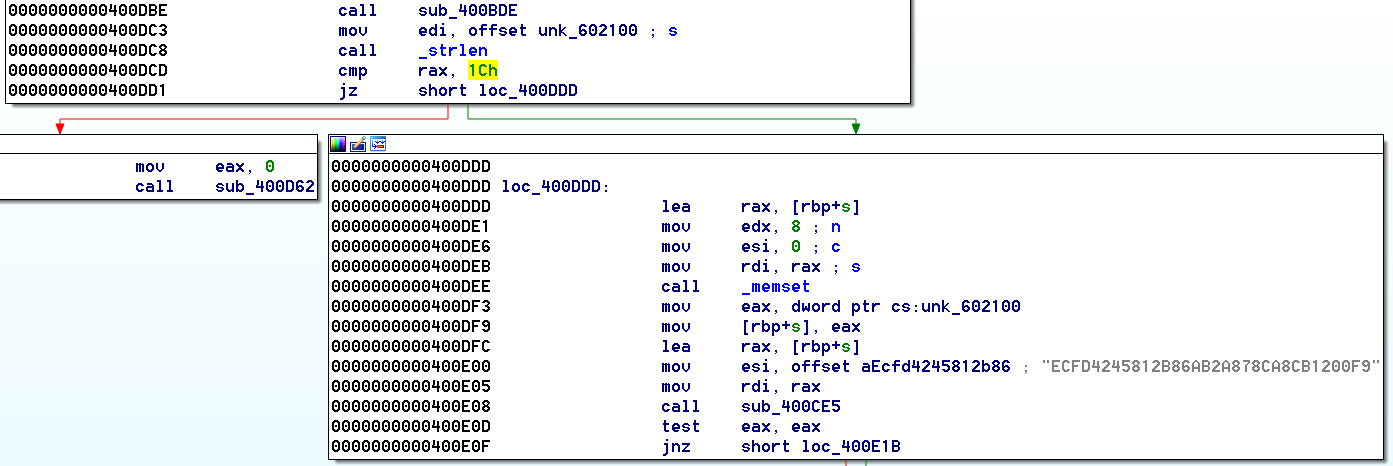 0000000000400DBE call sub_400BDE
0000000000400DC3 mov edi, offset unk_602100 ; s
0000000000400DC8 call _strlen
0000000000400DCD cmp rax, 1Ch
0000000000400DD1 jz short loc_400DDD
mov eax, 0
call sub_400D62
0000000000400DDD
0000000000400DDD loc_400DDD:
0000000000400DDD lea rax, [rbp+s]
0000000000400DE1 mov edx, 8 ; n
0000000000400DE6 mov esi, 0 ; c
0000000000400DEB mov rdi, rax ; s
0000000000400DEE call _memset
0000000000400DF3 mov eax, dword ptr cs:unk_602100
0000000000400DF9 mov [rbp+s], eax
0000000000400DFC lea rax, [rbp+s]
0000000000400E00 mov esi, offset aEcfd4245812b86 ; "ECFD4245812B86AB2A878CA8CB1200F9"
0000000000400E05 mov rdi, rax
0000000000400E08 call sub_400CE5
0000000000400E0D test eax, eax
0000000000400E0F jnz short loc_400E1B